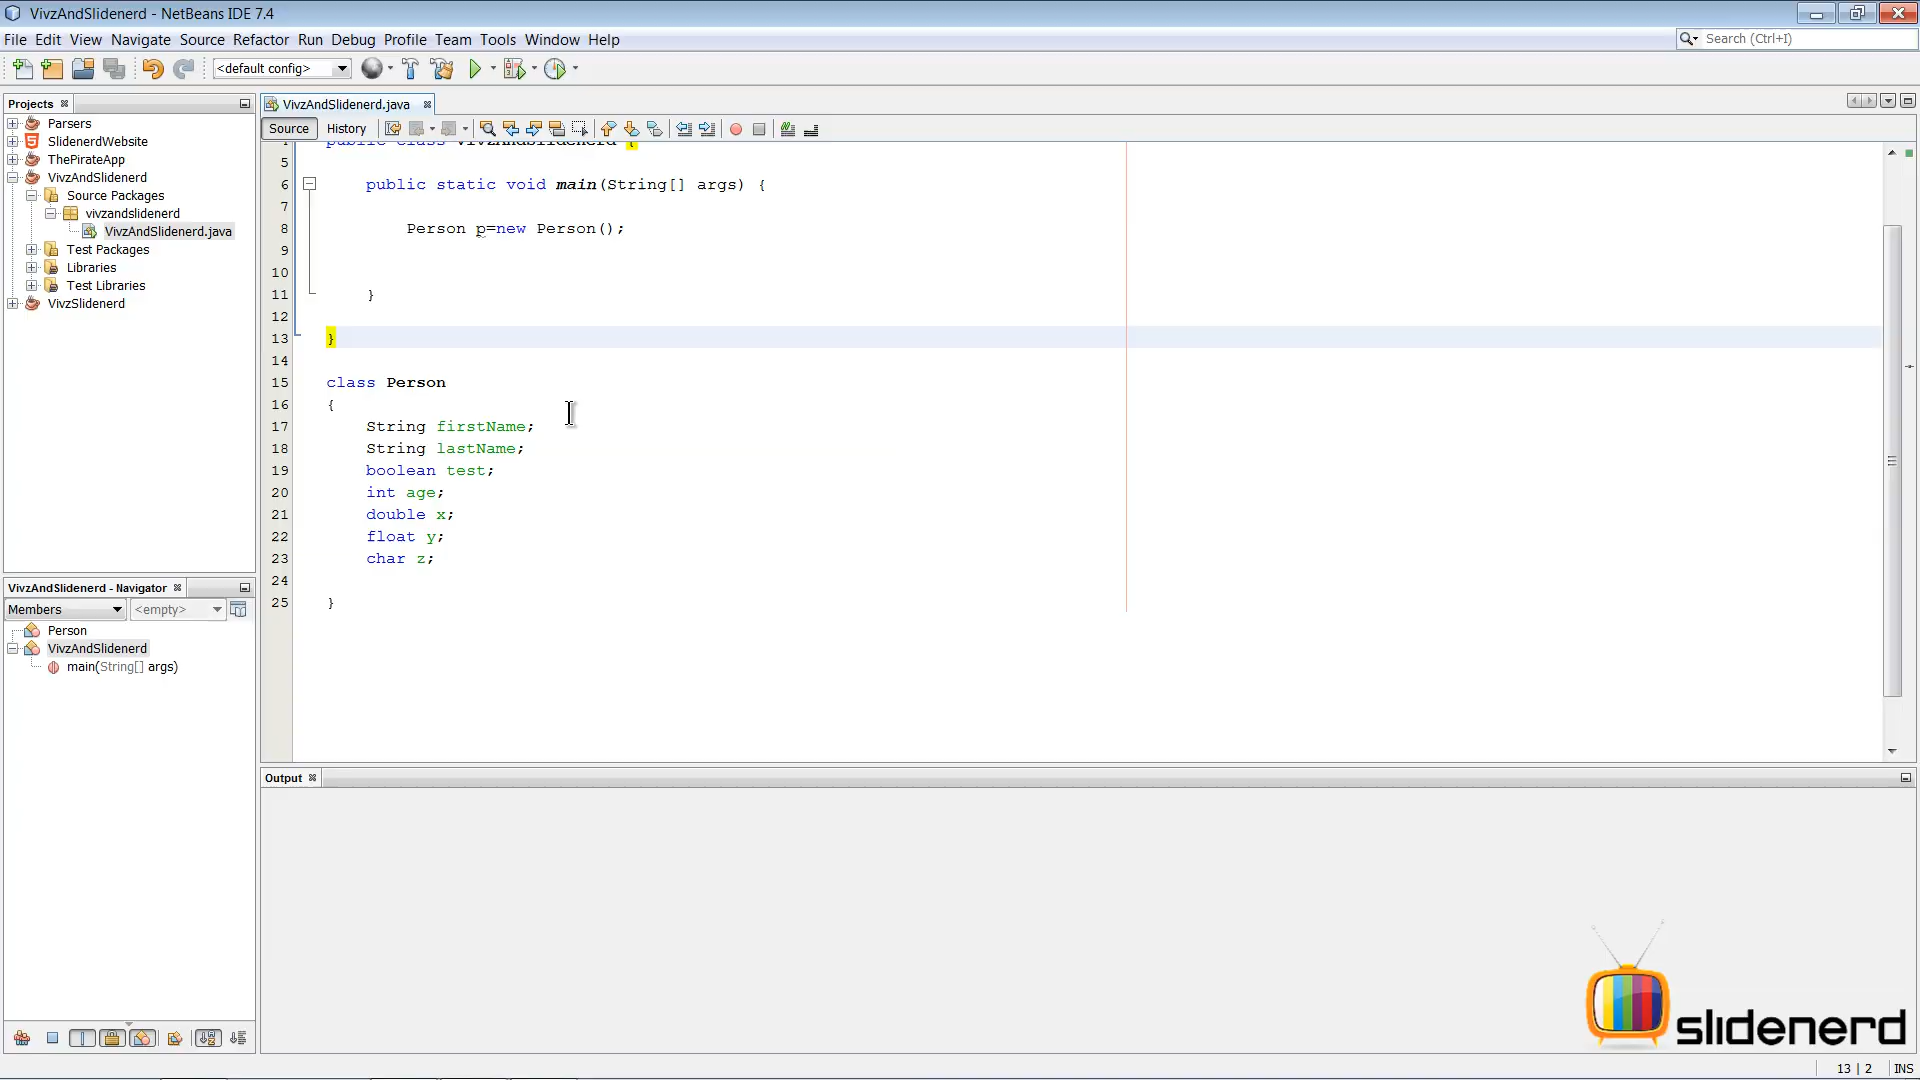 VivzAndSlidenerd - NetBeans IDE 7.4
File Edit View Navigate Source Refactor Run Debug Profile Team Tools Window Help
Search (Ctrl+I)
<default config>
Projects
VivzAndSlidenerd.java
Parsers
SlidenerdWebsite
ThePirateApp
VivzAndSlidenerd
Source Packages
vivzandslidenerd
VivzAndSlidenerd.java
Test Packages
Libraries
Test Libraries
VivzSlidenerd
Source History
4 public class VivzAndSlidenerd {
5
6 public static void main(String[] args) {
7
8 Person p=new Person();
9
10
11 }
12
13 }
14
15 class Person
16 {
17 String firstName;
18 String lastName;
19 boolean test;
20 int age;
21 double x;
22 float y;
23 char z;
24
25 }
VivzAndSlidenerd - Navigator
Members <empty>
Person
VivzAndSlidenerd
main(String[] args)
Output
slidenerd
13 | 2 INS